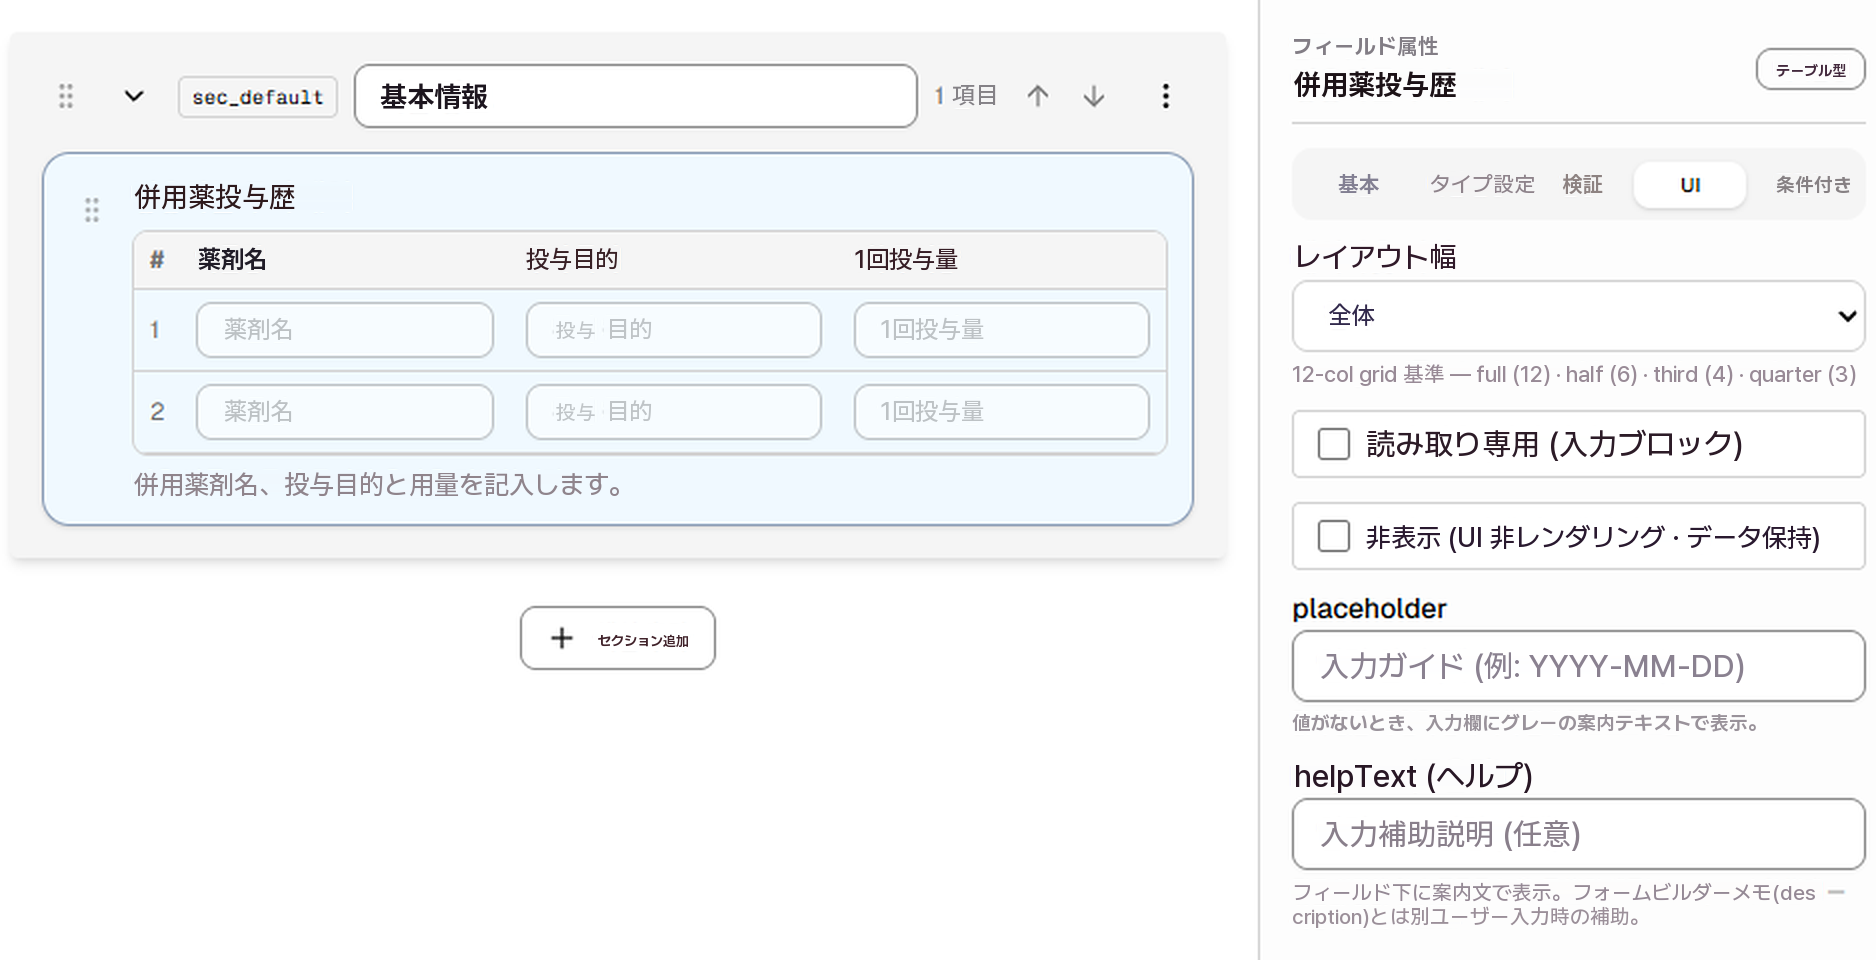 sec_default 基本情報 1 項目
併用薬投与歴
# 薬剤名 投与目的 1回投与量
1 薬剤名 投与 目的 1回投与量
2 薬剤名 投与 目的 1回投与量
併用薬剤名、投与目的と用量を記入します。
セクション追加
フィールド属性
併用薬投与歴
テーブル型
基本 タイプ設定 検証 UI 条件付き
レイアウト幅
全体
12-col grid 基準 — full (12) · half (6) · third (4) · quarter (3)
読み取り専用 (入力ブロック)
非表示 (UI 非レンダリング · データ保持)
placeholder
入力ガイド (例: YYYY-MM-DD)
値がないとき、入力欄にグレーの案内テキストで表示。
helpText (ヘルプ)
入力補助説明 (任意)
フィールド下に案内文で表示。フォームビルダーメモ(des
cription)とは別ユーザー入力時の補助。